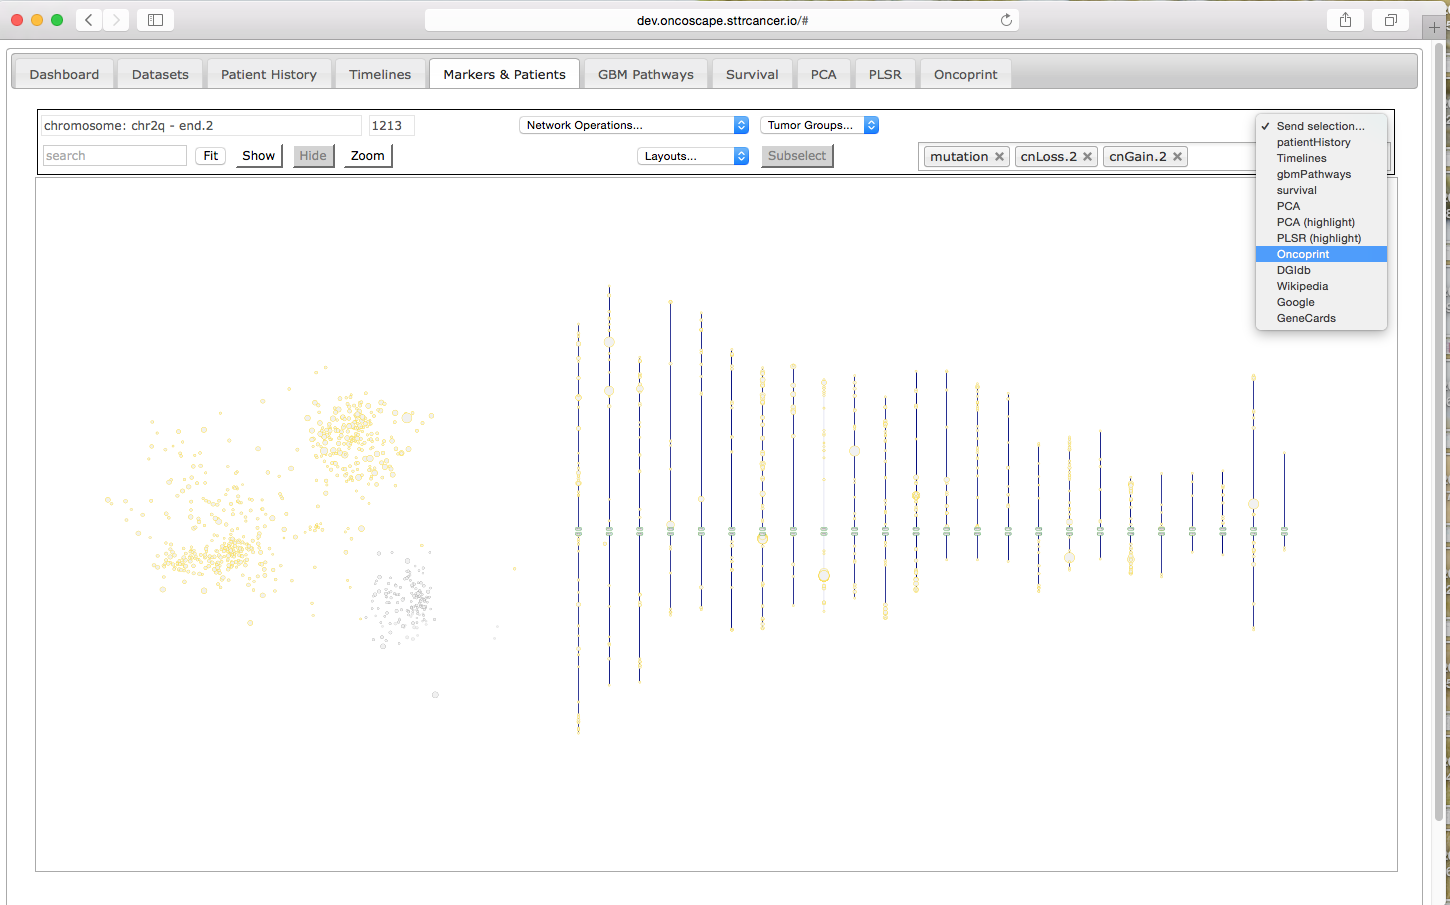 dev.oncoscape.sttrcancer.io/#
Dashboard Datasets Patient History Timelines Markers & Patients GBM Pathways Survival PCA PLSR Oncoprint
chromosome: chr2q - end.2 1213 Network Operations... Tumor Groups...
search Fit Show Hide Zoom Layouts... Subselect mutation cnLoss.2 cnGain.2
✓ Send selection...
patientHistory
Timelines
gbmPathways
survival
PCA
PCA (highlight)
PLSR (highlight)
Oncoprint
DGIdb
Wikipedia
Google
GeneCards